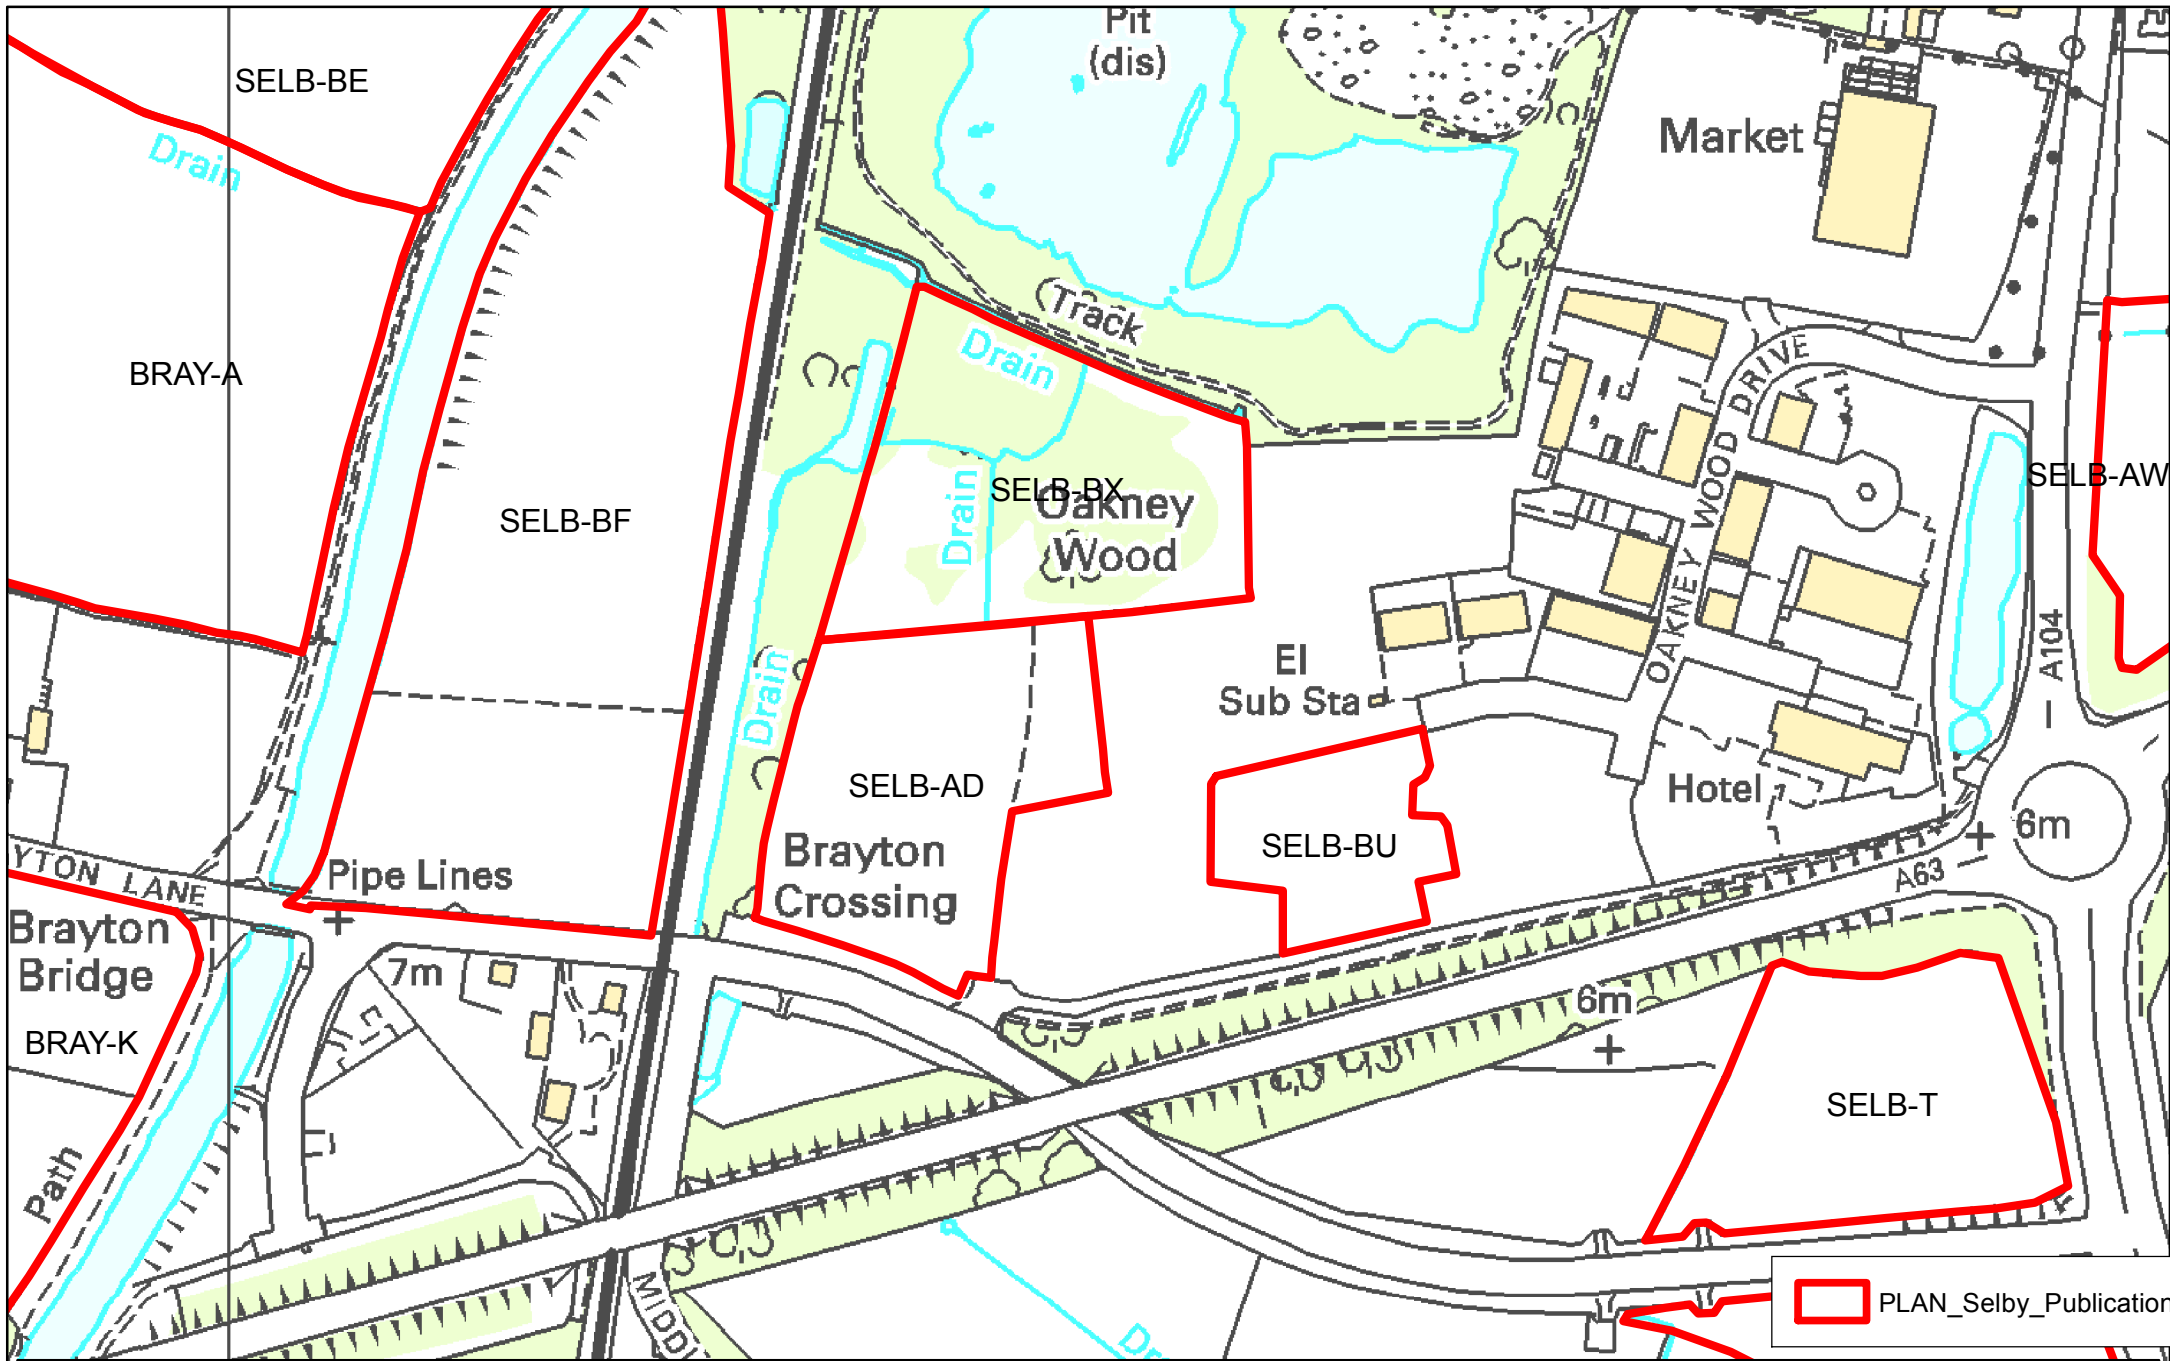 Pit
(dis)
SELB-BE
Drain
Market
Track
Drain
BRAY-A
OAKNEY WOOD DRIVE
SELB-AW
SELB-BX
Oakney
Wood
Drain
SELB-BF
A104
El
Sub Sta
Drain
SELB-AD
Hotel
6m
SELB-BU
Brayton
Crossing
Pipe Lines
A63
YTON LANE
Brayton
Bridge
7m
6m
BRAY-K
SELB-T
Path
MIDDL
Dr
PLAN_Selby_Publication